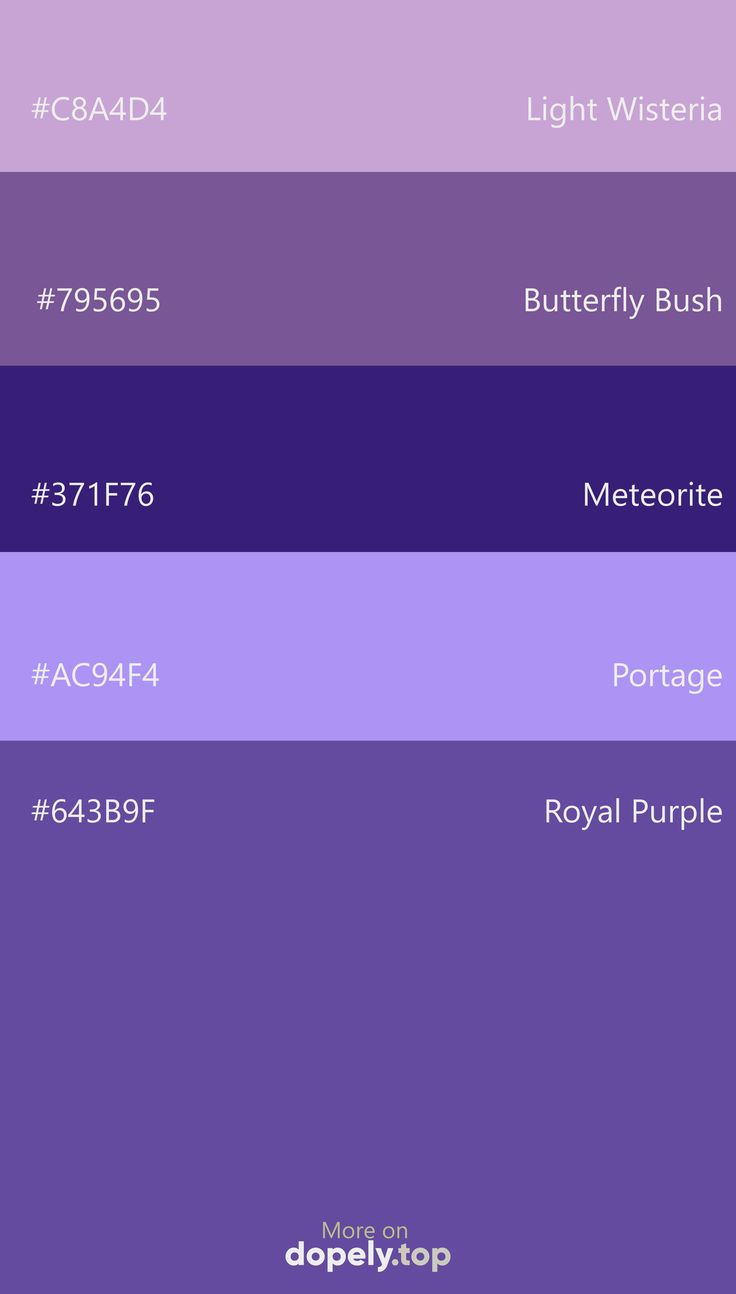 #C8A4D4 Light Wisteria
#795695 Butterfly Bush
#371F76 Meteorite
#AC94F4 Portage
#643B9F Royal Purple
More on
dopely.top